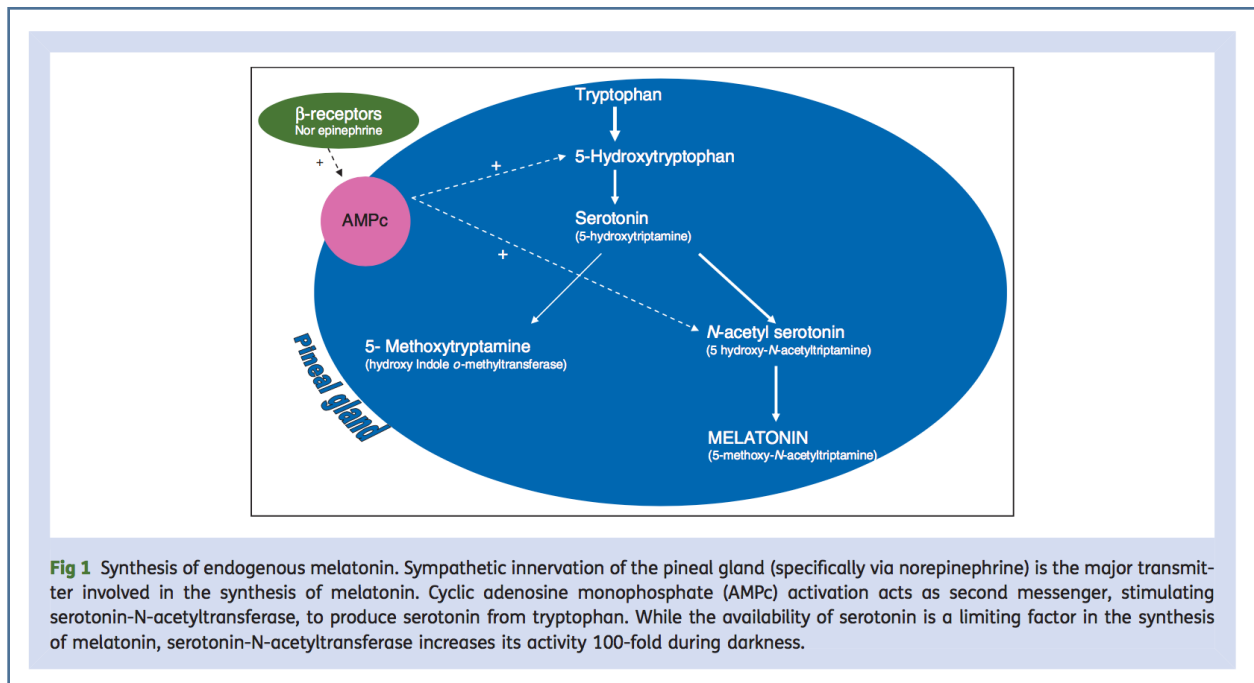 β-receptors
Nor epinephrine
+
AMPc
+
+
Tryptophan
5-Hydroxytryptophan
Serotonin
(5-hydroxytriptamine)
5- Methoxytryptamine
(hydroxy Indole o-methyltransferase)
N-acetyl serotonin
(5 hydroxy-N-acetyltriptamine)
MELATONIN
(5-methoxy-N-acetyltriptamine)
Pineal gland
Fig 1 Synthesis of endogenous melatonin. Sympathetic innervation of the pineal gland (specifically via norepinephrine) is the major transmit-
ter involved in the synthesis of melatonin. Cyclic adenosine monophosphate (AMPc) activation acts as second messenger, stimulating
serotonin-N-acetyltransferase, to produce serotonin from tryptophan. While the availability of serotonin is a limiting factor in the synthesis
of melatonin, serotonin-N-acetyltransferase increases its activity 100-fold during darkness.